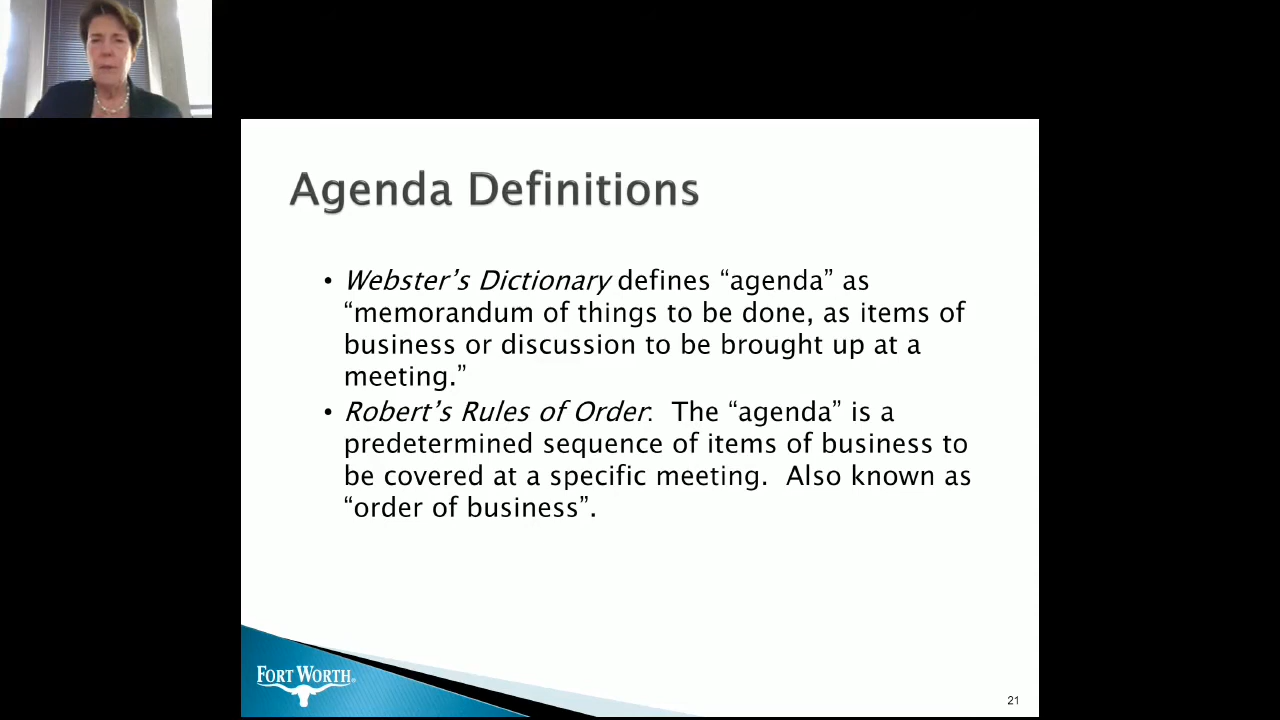 Agenda Definitions
• Webster’s Dictionary defines “agenda” as
“memorandum of things to be done, as items of
business or discussion to be brought up at a
meeting.”
• Robert’s Rules of Order:  The “agenda” is a
predetermined sequence of items of business to
be covered at a specific meeting.  Also known as
“order of business”.
FORT WORTH®
21